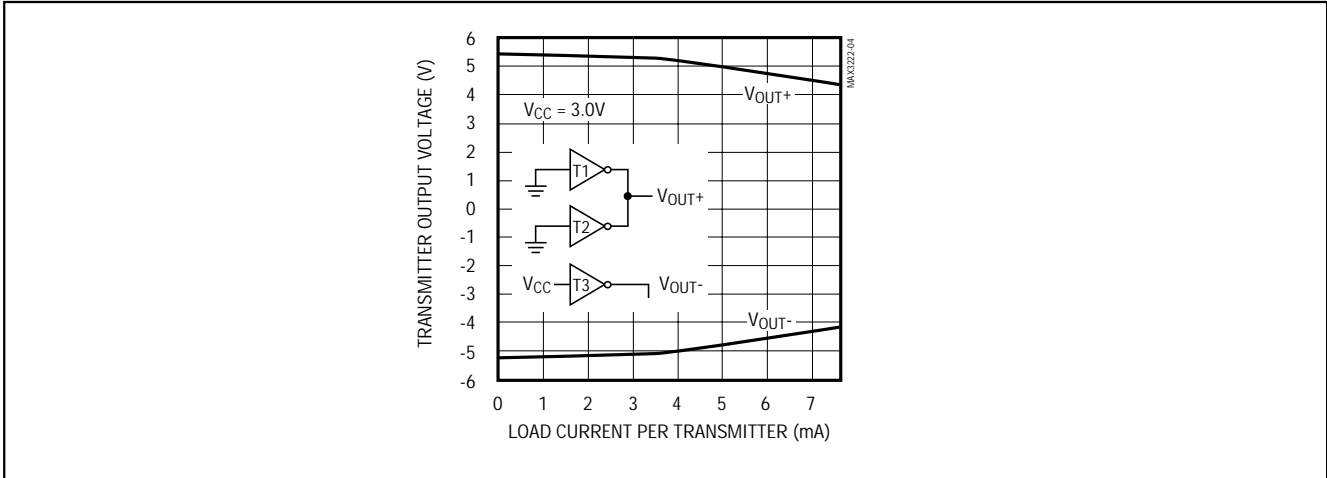 TRANSMITTER OUTPUT VOLTAGE (V)
6
5
4
3
2
1
0
-1
-2
-3
-4
-5
-6
VOUT+
VCC = 3.0V
T1
VOUT+
T2
VCC
T3
VOUT-
VOUT-
0 1 2 3 4 5 6 7
LOAD CURRENT PER TRANSMITTER (mA)
MAX3222-04